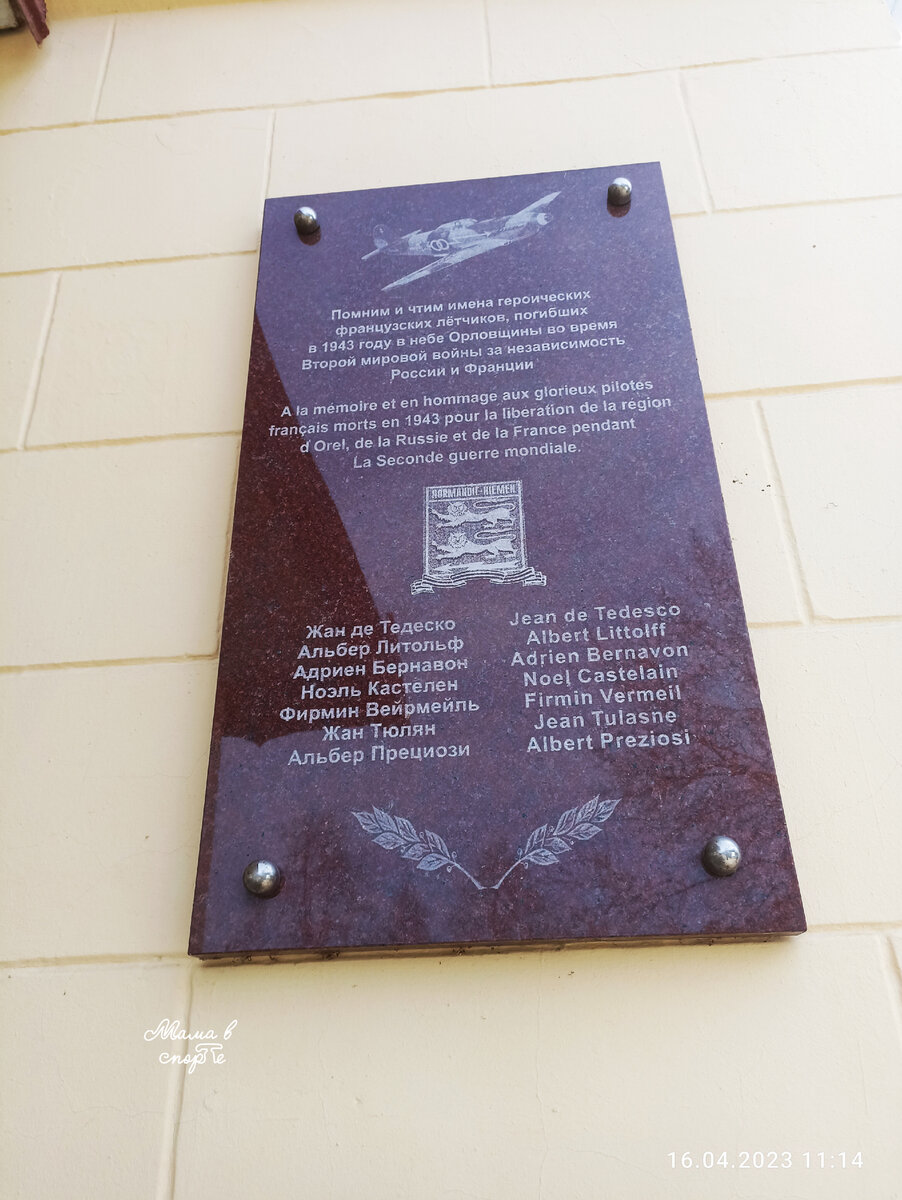 Помним и чтим имена героических
французских лётчиков, погибших
в 1943 году в небе Орловщины во время
Второй мировой войны за независимость
России и Франции
A la mémoire et en hommage aux glorieux pilotes
français morts en 1943 pour la libération de la région
d'Orel, de la Russie et de la France pendant
La Seconde guerre mondiale.
NORMANDIE-NIEMEN
Жан де Тедеско
Альбер Литольф
Адриен Бернавон
Ноэль Кастелен
Фирмин Вейрмейль
Жан Тюлян
Альбер Прециози
Jean de Tedesco
Albert Littolff
Adrien Bernavon
Noel Castelain
Firmin Vermeil
Jean Tulasne
Albert Preziosi
Мама в
спорте
16.04.2023 11:14